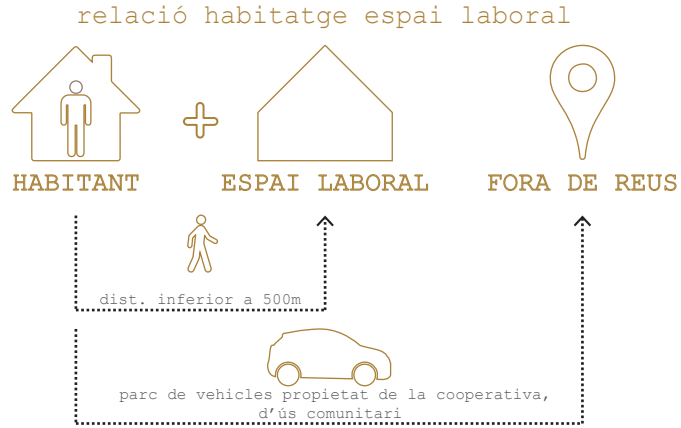 relació habitatge espai laboral
HABITANT
ESPAI LABORAL
FORA DE REUS
dist. inferior a 500m
parc de vehicles propietat de la cooperativa,
d'ús comunitari